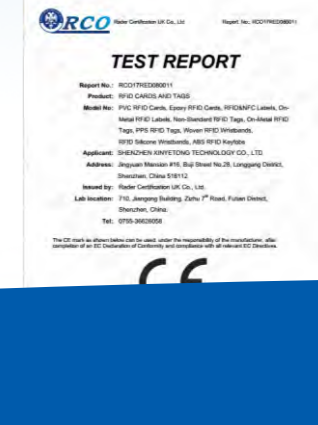 RCO Rader Certification UK Co., Ltd Report No.: RCO17RED080011
TEST REPORT
Report No.: RCO17RED080011
Product: RFID CARDS AND TAGS
Model No: PVC RFID Cards, Epoxy RFID Cards, RFID&NFC Labels, On-
Metal RFID Labels, Non-Standard RFID Tags, On-Metal RFID
Tags, PPS RFID Tags, Woven RFID Wristbands,
RFID Silicone Wristbands, ABS RFID Keyfobs
Applicant: SHENZHEN XINYETONG TECHNOLOGY CO., LTD
Address: Jingyuan Mansion #16, Buji Street No.28, Longgang District,
Shenzhen, China 518112
Issued by: Rader Certification UK Co., Ltd.
Lab location: 710, Jiangong Building, Zizhu 7th Road, Futian District,
Shenzhen, China.
Tel: 0755-36628058
The CE mark as shown below can be used, under the responsibility of the manufacturer, after
completion of an EC Declaration of Conformity and compliance with all relevant EC Directives.
CE